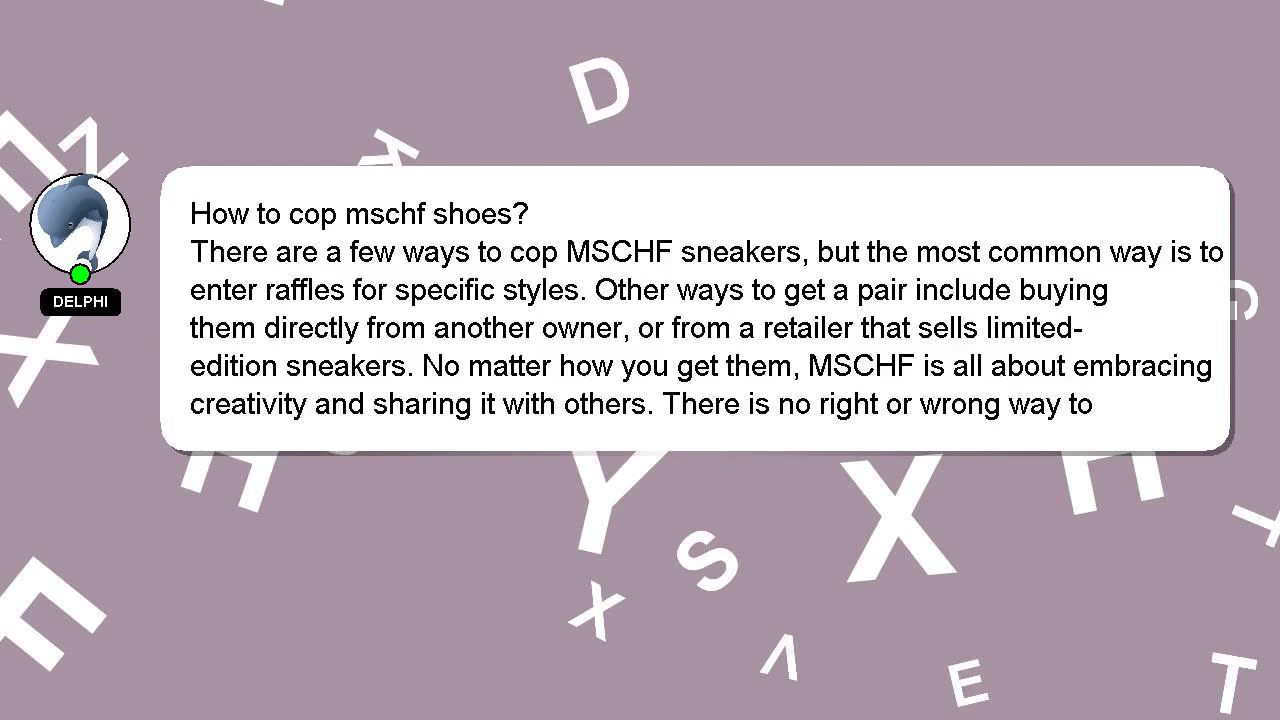 D
DELPHI
How to cop mschf shoes?
There are a few ways to cop MSCHF sneakers, but the most common way is to
enter raffles for specific styles. Other ways to get a pair include buying
them directly from another owner, or from a retailer that sells limited-
edition sneakers. No matter how you get them, MSCHF is all about embracing
creativity and sharing it with others. There is no right or wrong way to
G
X
H
Y
X
H
T
S
X
V
E
T